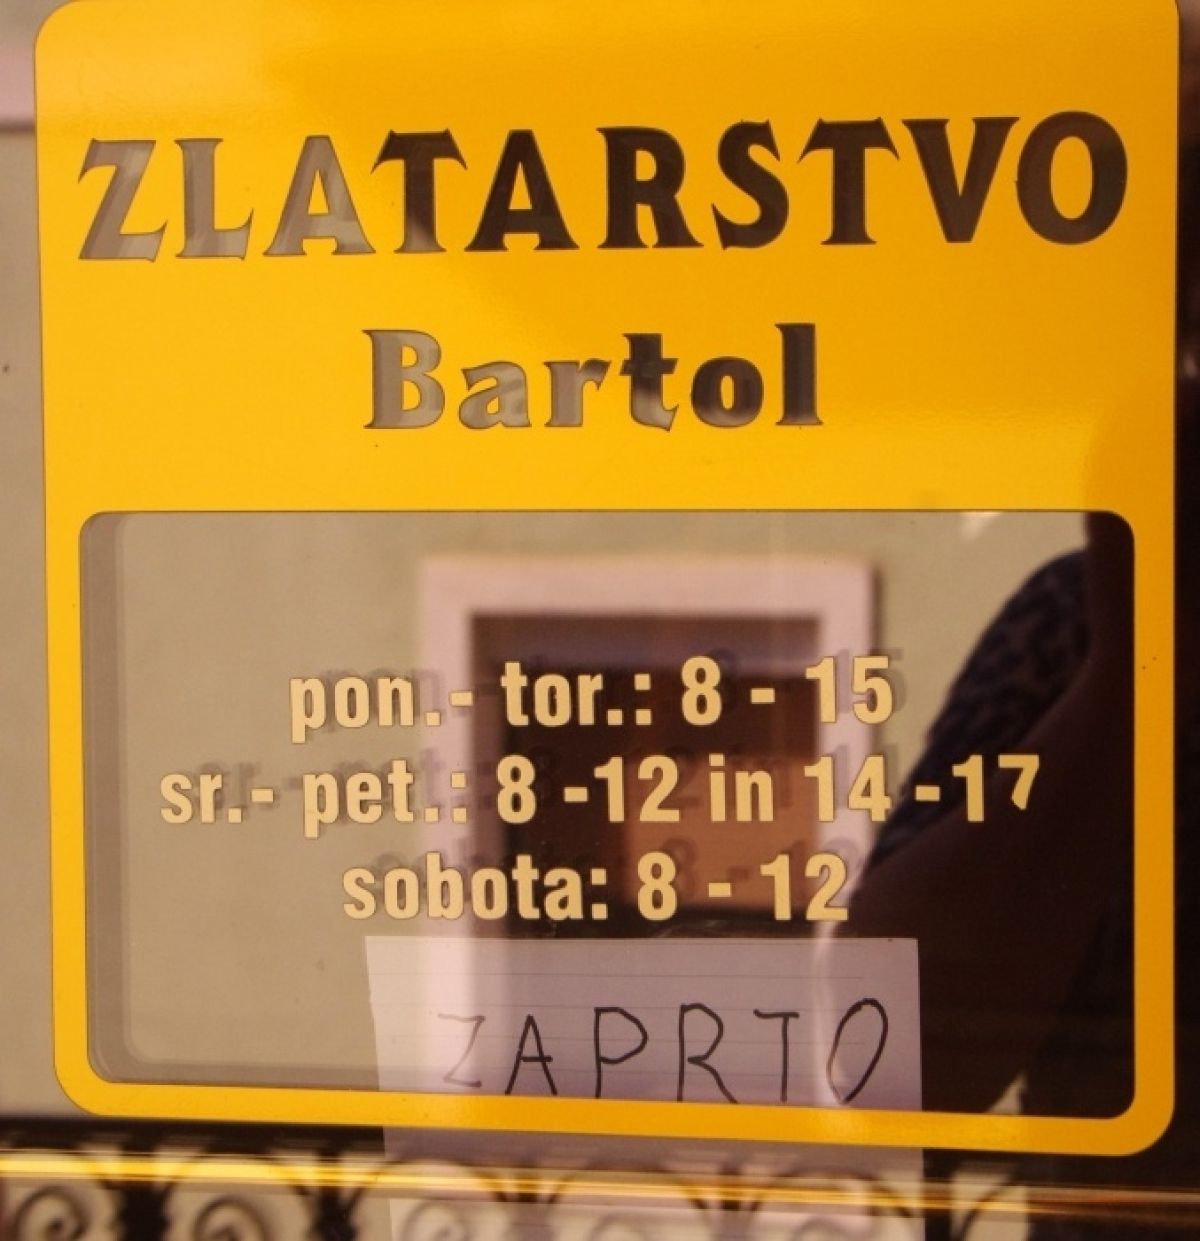 ZLATARSTVO
Bartol
pon.- tor.: 8 - 15
sr.- pet.: 8 -12 in 14 -17
sobota: 8 - 12
ZAPRTO